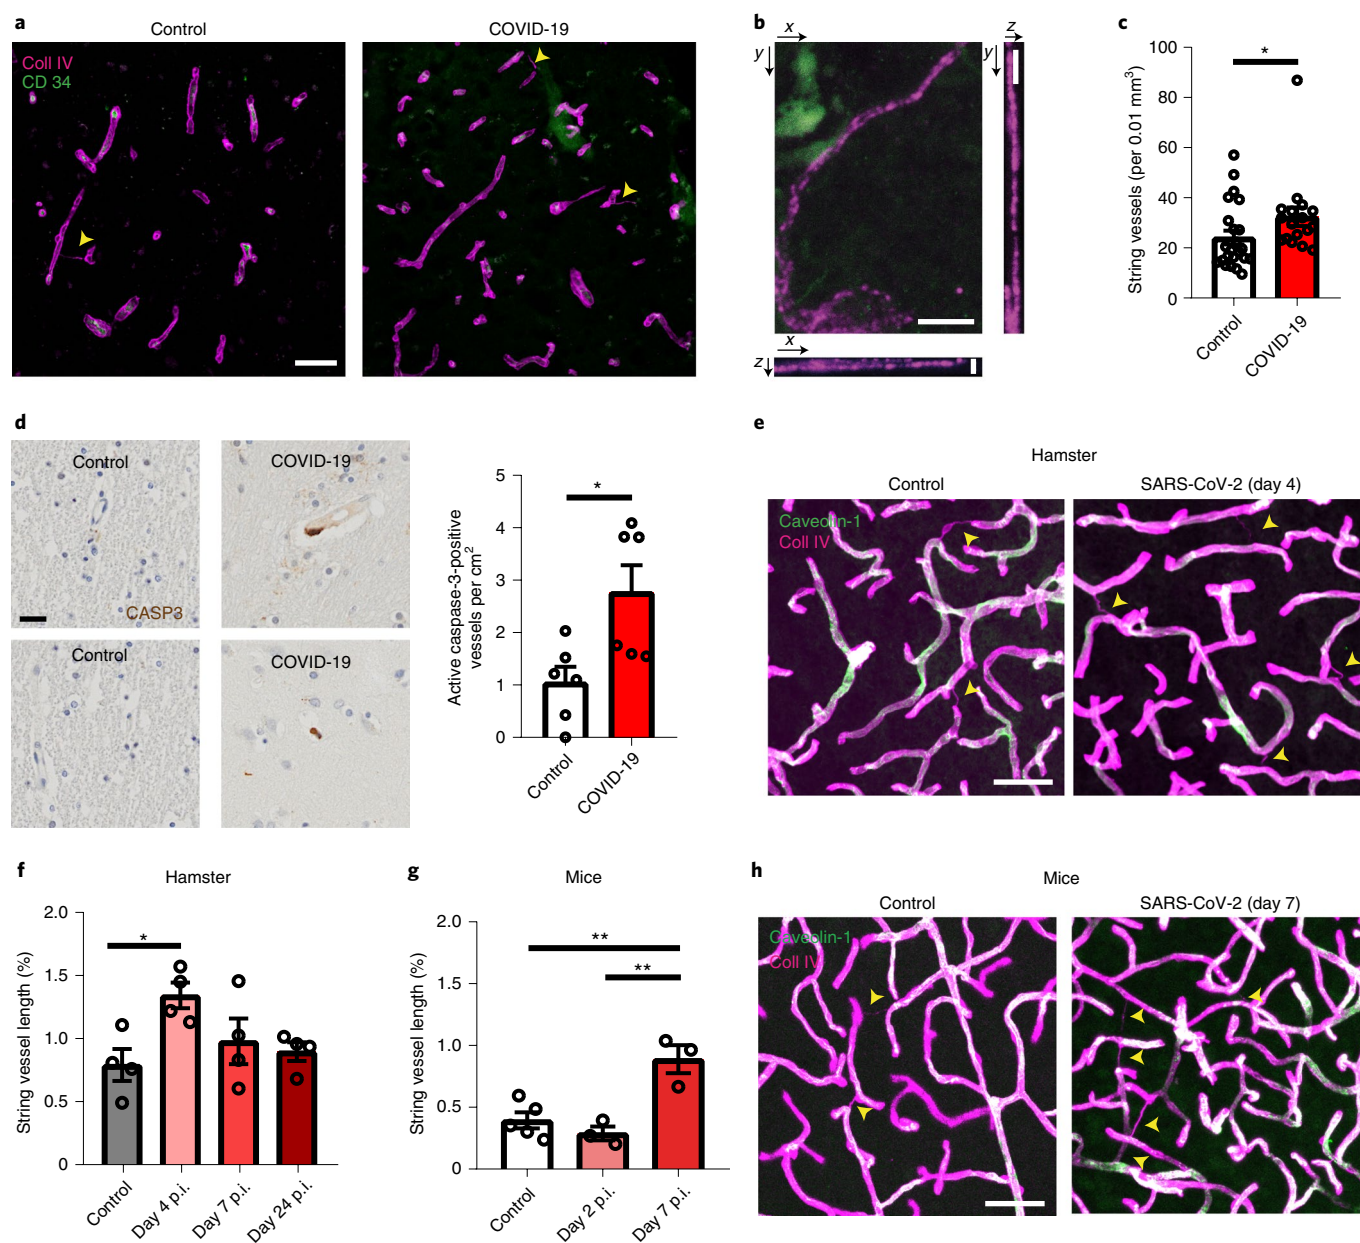 a
Control
COVID-19
Coll IV
CD 34
b
x
y
z
y
x
z
c
String vessels (per 0.01 mm³)
100
80
60
40
20
0
*
Control
COVID-19
d
Control
COVID-19
CASP3
Control
COVID-19
Active caspase-3-positive
vessels per cm²
5
4
3
2
1
0
*
Control
COVID-19
e
Hamster
Control
SARS-CoV-2 (day 4)
Caveolin-1
Coll IV
f
Hamster
String vessel length (%)
2.0
1.5
1.0
0.5
0
*
Control
Day 4 p.i.
Day 7 p.i.
Day 24 p.i.
g
Mice
String vessel length (%)
2.0
1.5
1.0
0.5
0
**
**
Control
Day 2 p.i.
Day 7 p.i.
h
Mice
Control
SARS-CoV-2 (day 7)
Caveolin-1
Coll IV